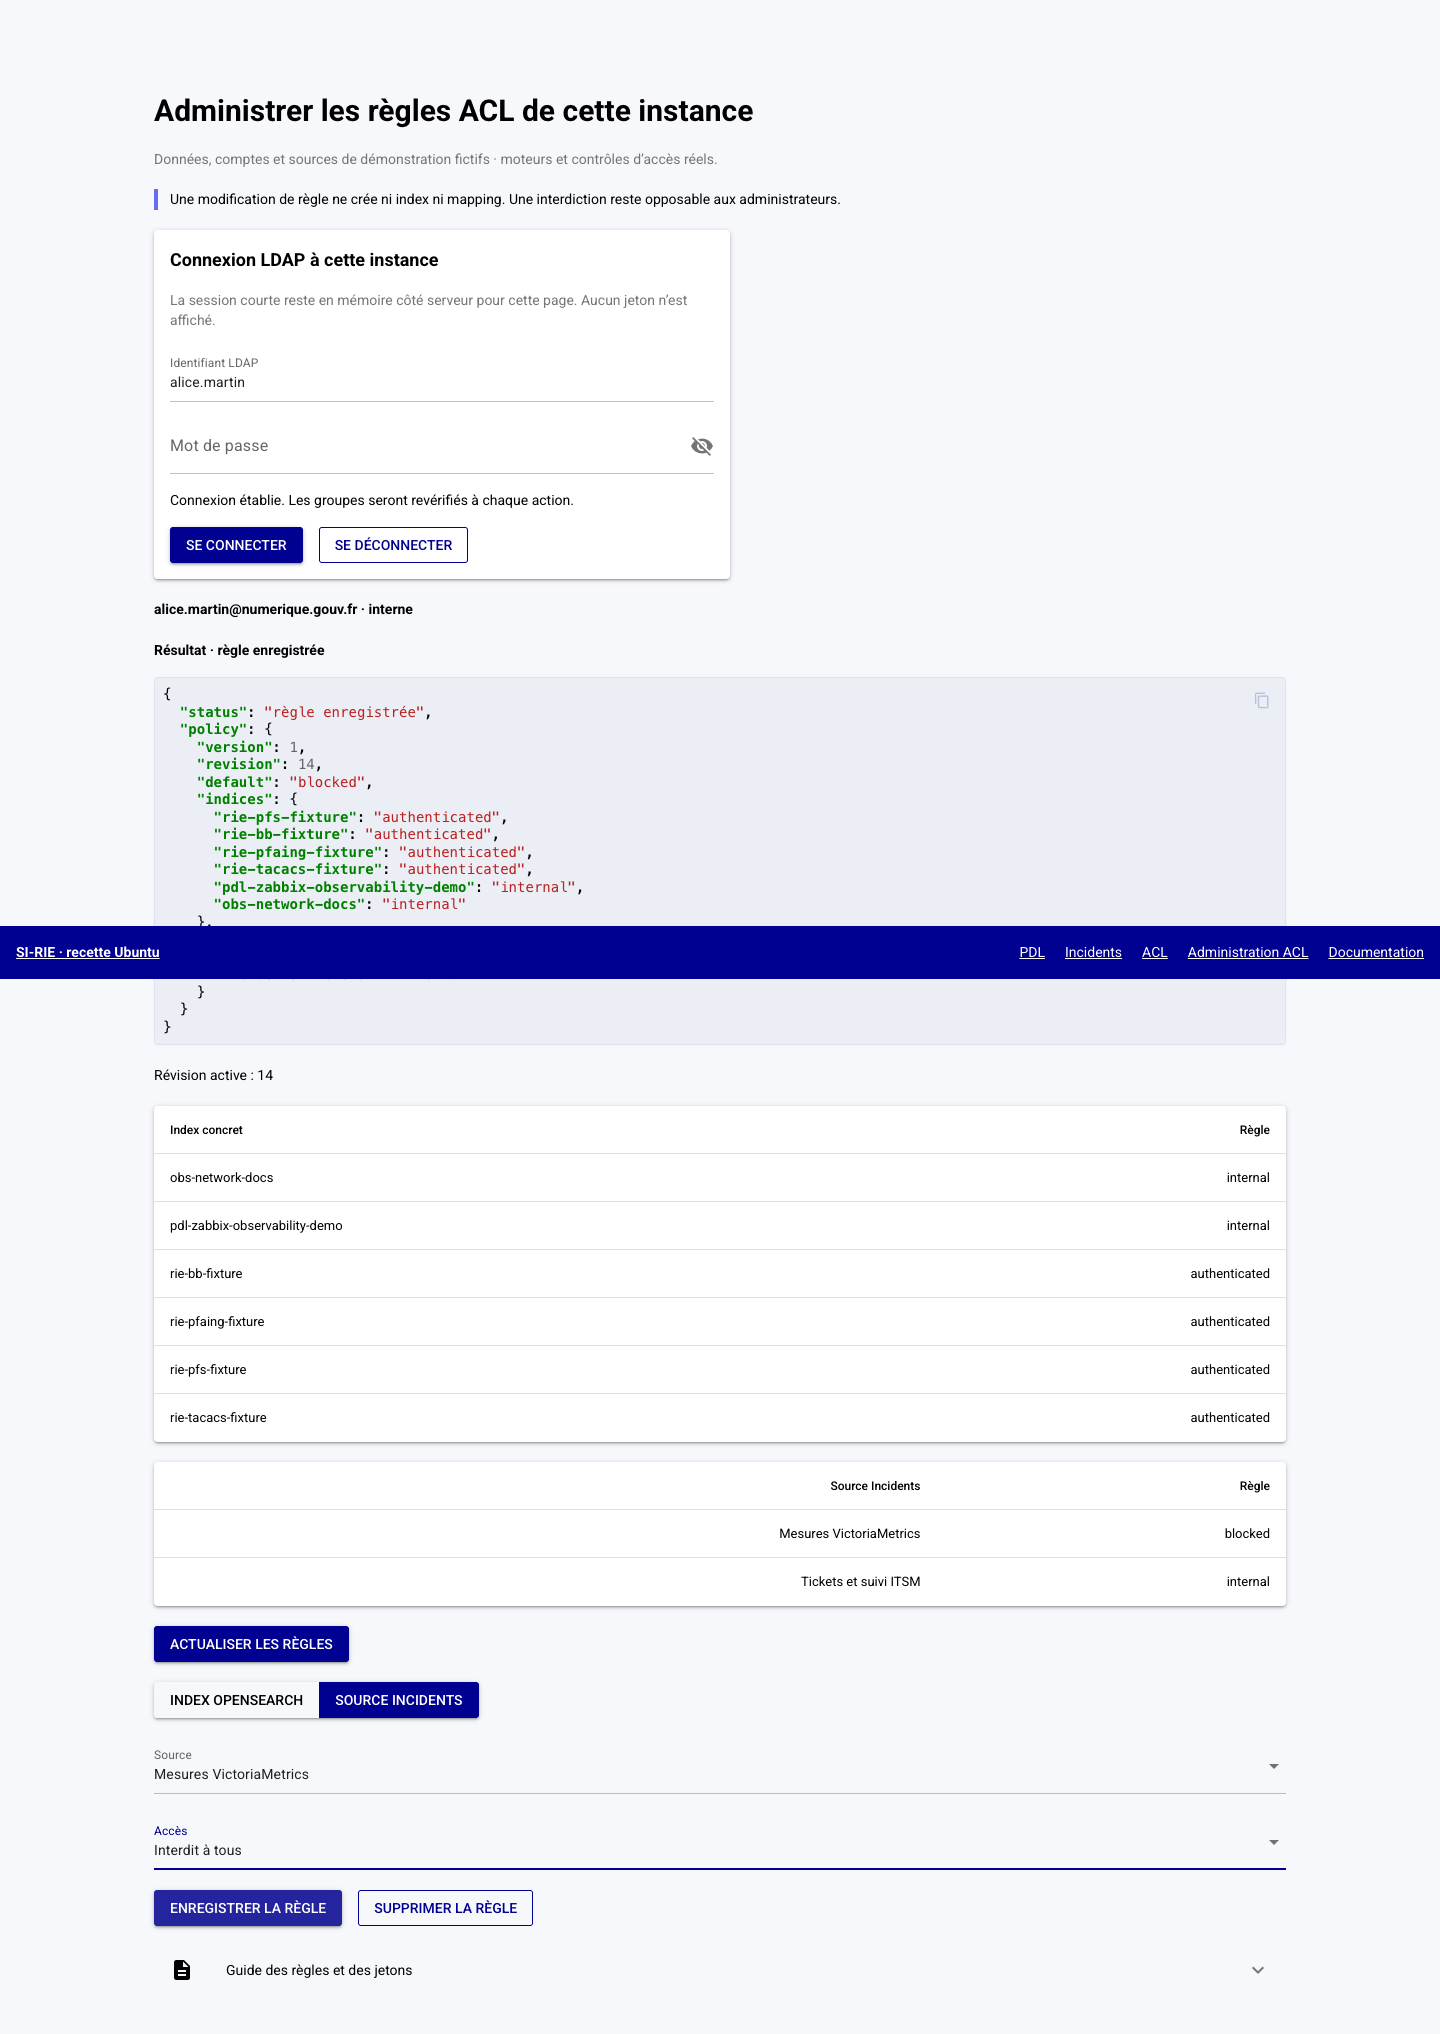 Administrer les règles ACL de cette instance
Données, comptes et sources de démonstration fictifs · moteurs et contrôles d’accès réels.
Une modification de règle ne crée ni index ni mapping. Une interdiction reste opposable aux administrateurs.
Connexion LDAP à cette instance
La session courte reste en mémoire côté serveur pour cette page. Aucun jeton n’est
affiché.
Identifiant LDAP
alice.martin
Mot de passe
Connexion établie. Les groupes seront revérifiés à chaque action.
SE CONNECTER SE DÉCONNECTER
alice.martin@numerique.gouv.fr · interne
Résultat · règle enregistrée
{
"status": "règle enregistrée",
"policy": {
"version": 1,
"revision": 14,
"default": "blocked",
"indices": {
"rie-pfs-fixture": "authenticated",
"rie-bb-fixture": "authenticated",
"rie-pfaing-fixture": "authenticated",
"rie-tacacs-fixture": "authenticated",
"pdl-zabbix-observability-demo": "internal",
"obs-network-docs": "internal"
},
SI-RIE · recette Ubuntu PDL Incidents ACL Administration ACL Documentation
}
}
}
Révision active : 14
Index concret Règle
obs-network-docs internal
pdl-zabbix-observability-demo internal
rie-bb-fixture authenticated
rie-pfaing-fixture authenticated
rie-pfs-fixture authenticated
rie-tacacs-fixture authenticated
Source Incidents Règle
Mesures VictoriaMetrics blocked
Tickets et suivi ITSM internal
ACTUALISER LES RÈGLES
INDEX OPENSEARCH SOURCE INCIDENTS
Source
Mesures VictoriaMetrics
Accès
Interdit à tous
ENREGISTRER LA RÈGLE SUPPRIMER LA RÈGLE
Guide des règles et des jetons